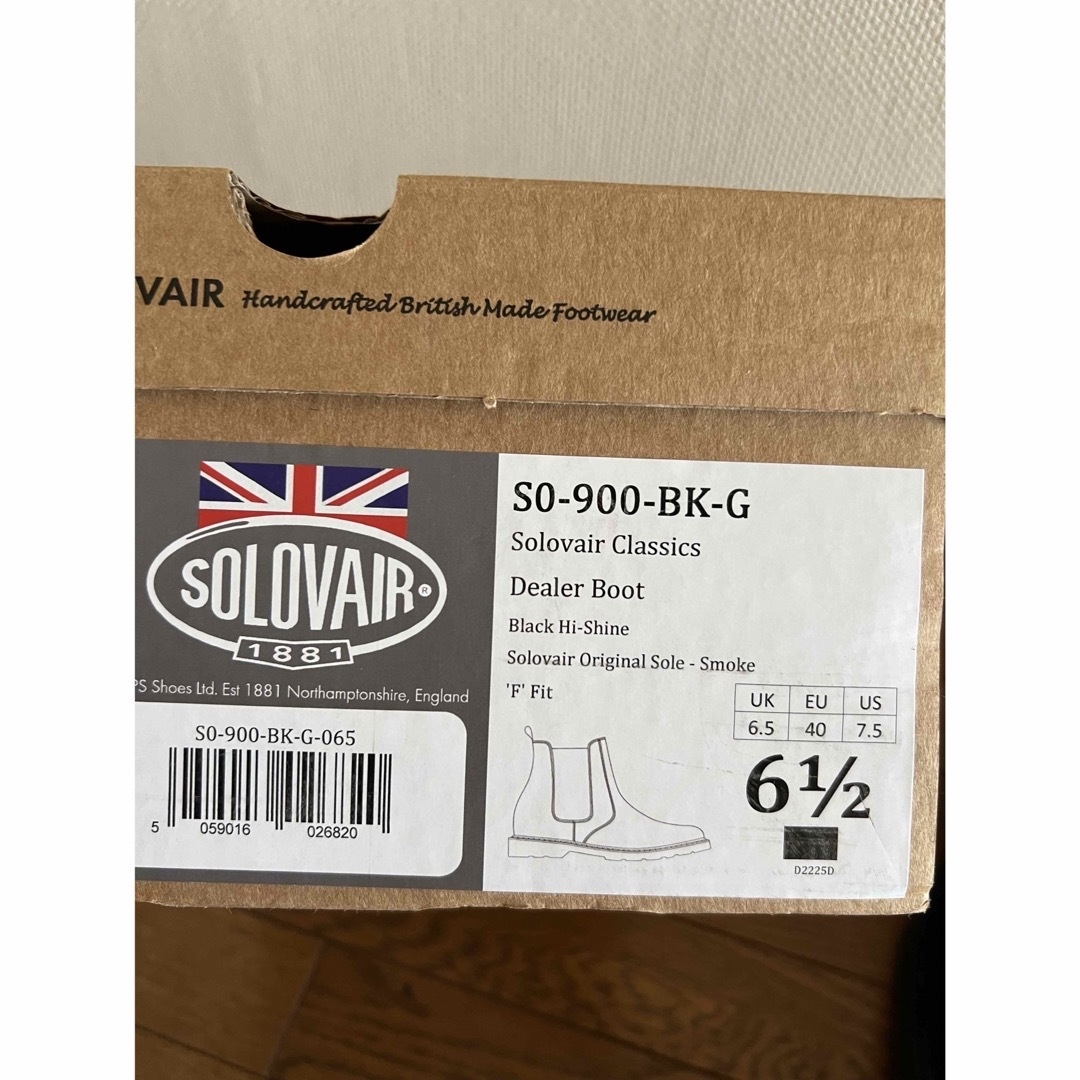 VAIR Handcrafted British Made Footwear
SOLOVAIR®
1881
PS Shoes Ltd. Est 1881 Northamptonshire, England
S0-900-BK-G-065
5 059016 026820
S0-900-BK-G
Solovair Classics
Dealer Boot
Black Hi-Shine
Solovair Original Sole - Smoke
'F' Fit
UK EU US
6.5 40 7.5
6½
D2225D